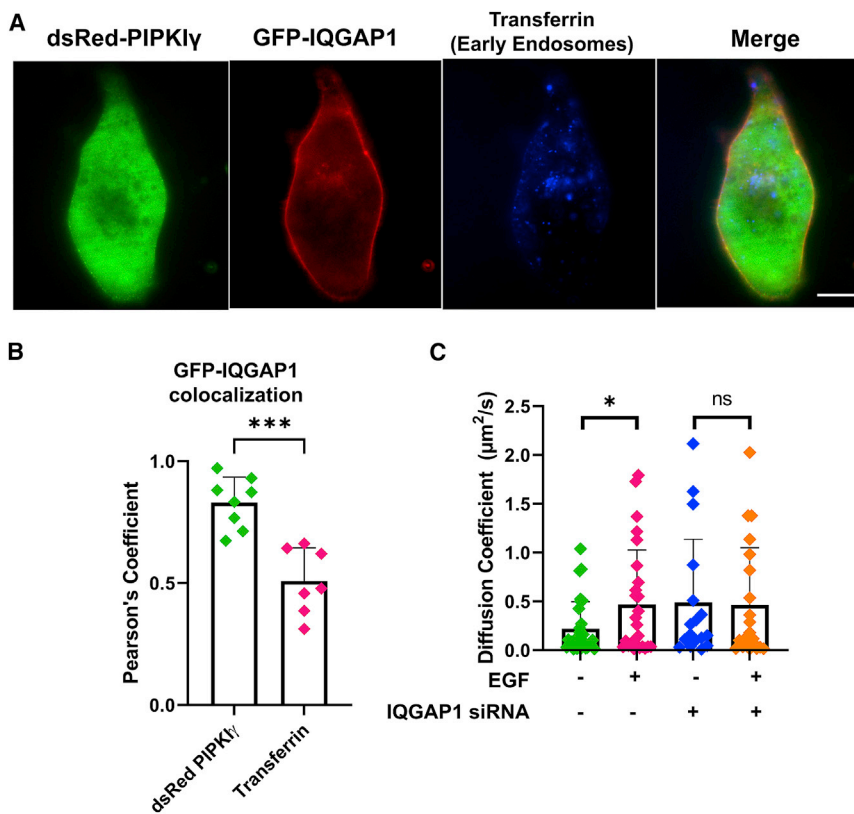 A
dsRed-PIPKIγ
GFP-IQGAP1
Transferrin
(Early Endosomes)
Merge
B
GFP-IQGAP1
colocalization
***
Pearson's Coefficient
1.0
0.5
0.0
dsRed PIPKIγ
Transferrin
C
Diffusion Coefficient (μm²/s)
2.5
2.0
1.5
1.0
0.5
0.0
*
ns
EGF - + - +
IQGAP1 siRNA - - + +